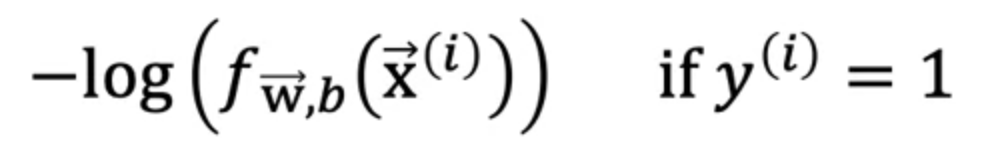 −log(f_{w⃗,b}(x⃗^{(i)})) if y^{(i)} = 1